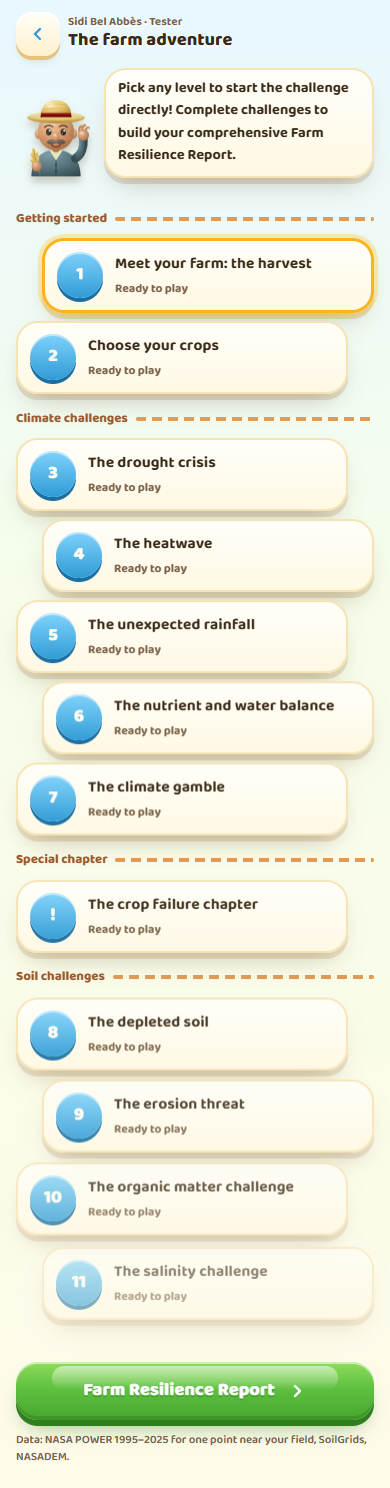 Sidi Bel Abbès · Tester
The farm adventure
Pick any level to start the challenge
directly! Complete challenges to
build your comprehensive Farm
Resilience Report.
Getting started
1
Meet your farm: the harvest
Ready to play
2
Choose your crops
Ready to play
Climate challenges
3
The drought crisis
Ready to play
4
The heatwave
Ready to play
5
The unexpected rainfall
Ready to play
6
The nutrient and water balance
Ready to play
7
The climate gamble
Ready to play
Special chapter
!
The crop failure chapter
Ready to play
Soil challenges
8
The depleted soil
Ready to play
9
The erosion threat
Ready to play
10
The organic matter challenge
Ready to play
11
The salinity challenge
Ready to play
Farm Resilience Report
Data: NASA POWER 1995–2025 for one point near your field, SoilGrids,
NASADEM.